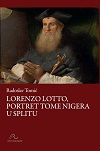 Radoslav Tomić
LORENZO LOTTO,
PORTRET TOME NIGERA
U SPLITU